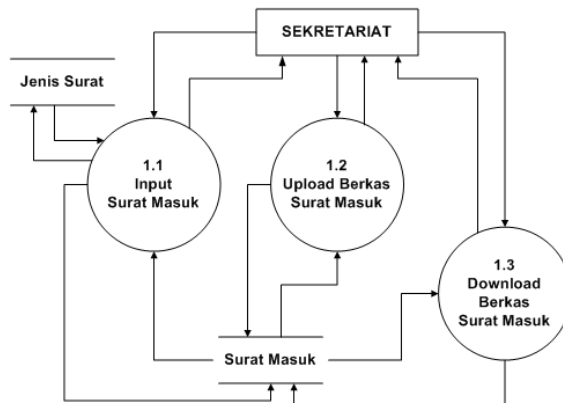 SEKRETARIAT
Jenis Surat
1.1
Input
Surat Masuk
1.2
Upload Berkas
Surat Masuk
1.3
Download
Berkas
Surat Masuk
Surat Masuk